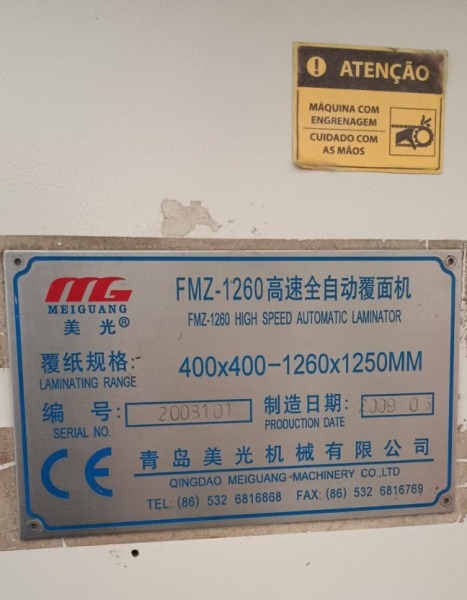 ! ATENÇÃO
MÁQUINA COM
ENGRENAGEM
CUIDADO COM
AS MÃOS
MG
MEIGUANG
美光®
FMZ-1260高速全自动覆面机
FMZ-1260 HIGH SPEED AUTOMATIC LAMINATOR
覆纸规格: 400x400-1260x1250MM
LAMINATING RANGE
编 号: 2008101 制造日期: 2009 03
SERIAL NO. PRODUCTION DATE
CE 青岛美光机械有限公司
QINGDAO MEIGUANG MACHINERY CO.,LTD
TEL: (86) 532 6816868 FAX: (86) 532 6816769